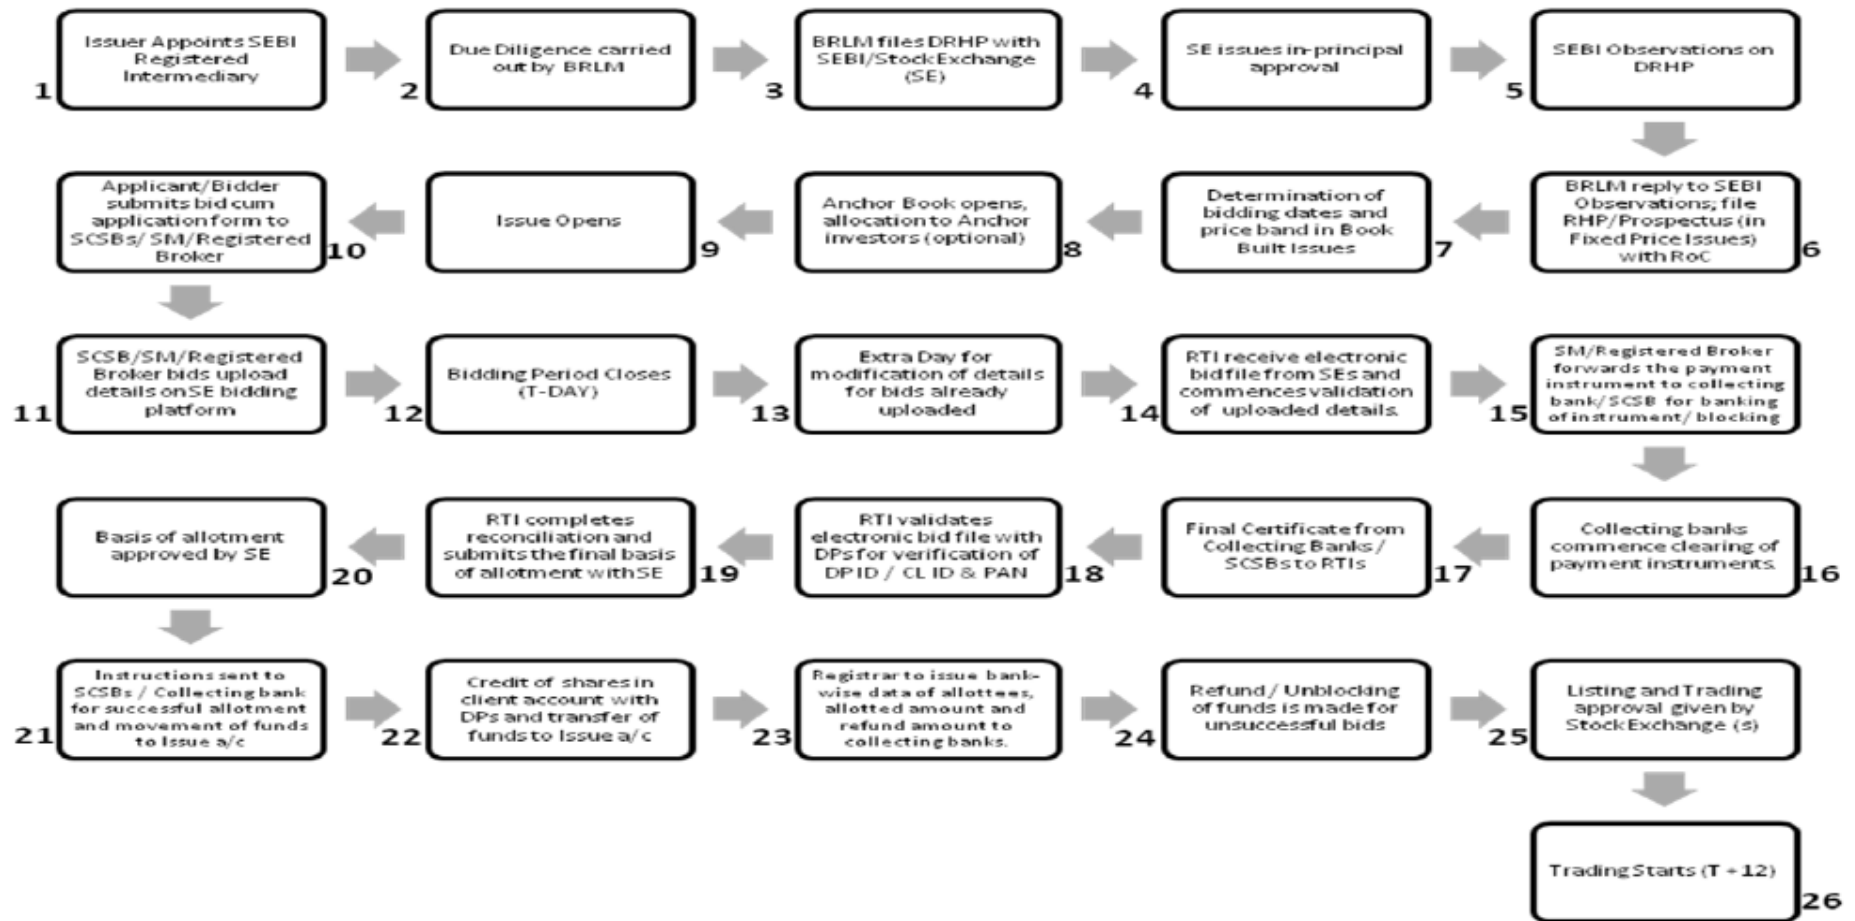 Issuer Appoints SEBI
Registered
Intermediary
1
Due Diligence carried
out by BRLM
2
BRLM files DRHP with
SEBI/Stock Exchange
(SE)
3
SE issues in-principal
approval
4
SEBI Observations on
DRHP
5
BRLM reply to SEBI
Observations; file
RHP/Prospectus (in
Fixed Price Issues)
with RoC
6
Determination of
bidding dates and
price band in Book
Built Issues
7
Anchor Book opens,
allocation to Anchor
investors (optional)
8
Issue Opens
9
Applicant/Bidder
submits bid cum
application form to
SCSBs/ SM/Registered
Broker
10
SCSB/SM/Registered
Broker bids upload
details on SE bidding
platform
11
Bidding Period Closes
(T-DAY)
12
Extra Day for
modification of details
for bids already
uploaded
13
RTI receive electronic
bid file from SEs and
commences validation
of uploaded details.
14
SM/Registered Broker
forwards the payment
instrument to collecting
bank/SCSB for banking
of instrument/ blocking
15
Collecting banks
commence clearing of
payment instruments.
16
Final Certificate from
Collecting Banks /
SCSBs to RTIs
17
RTI validates
electronic bid file with
DPs for verification of
DP ID / CL ID & PAN
18
RTI completes
reconciliation and
submits the final basis
of allotment with SE
19
Basis of allotment
approved by SE
20
Instructions sent to
SCSBs / Collecting bank
for successful allotment
and movement of funds
to Issue a/c
21
Credit of shares in
client account with
DPs and transfer of
funds to Issue a/c
22
Registrar to issue bank-
wise data of allottees,
allotted amount and
refund amount to
collecting banks.
23
Refund / Unblocking
of funds is made for
unsuccessful bids
24
Listing and Trading
approval given by
Stock Exchange (s)
25
Trading Starts (T + 12)
26